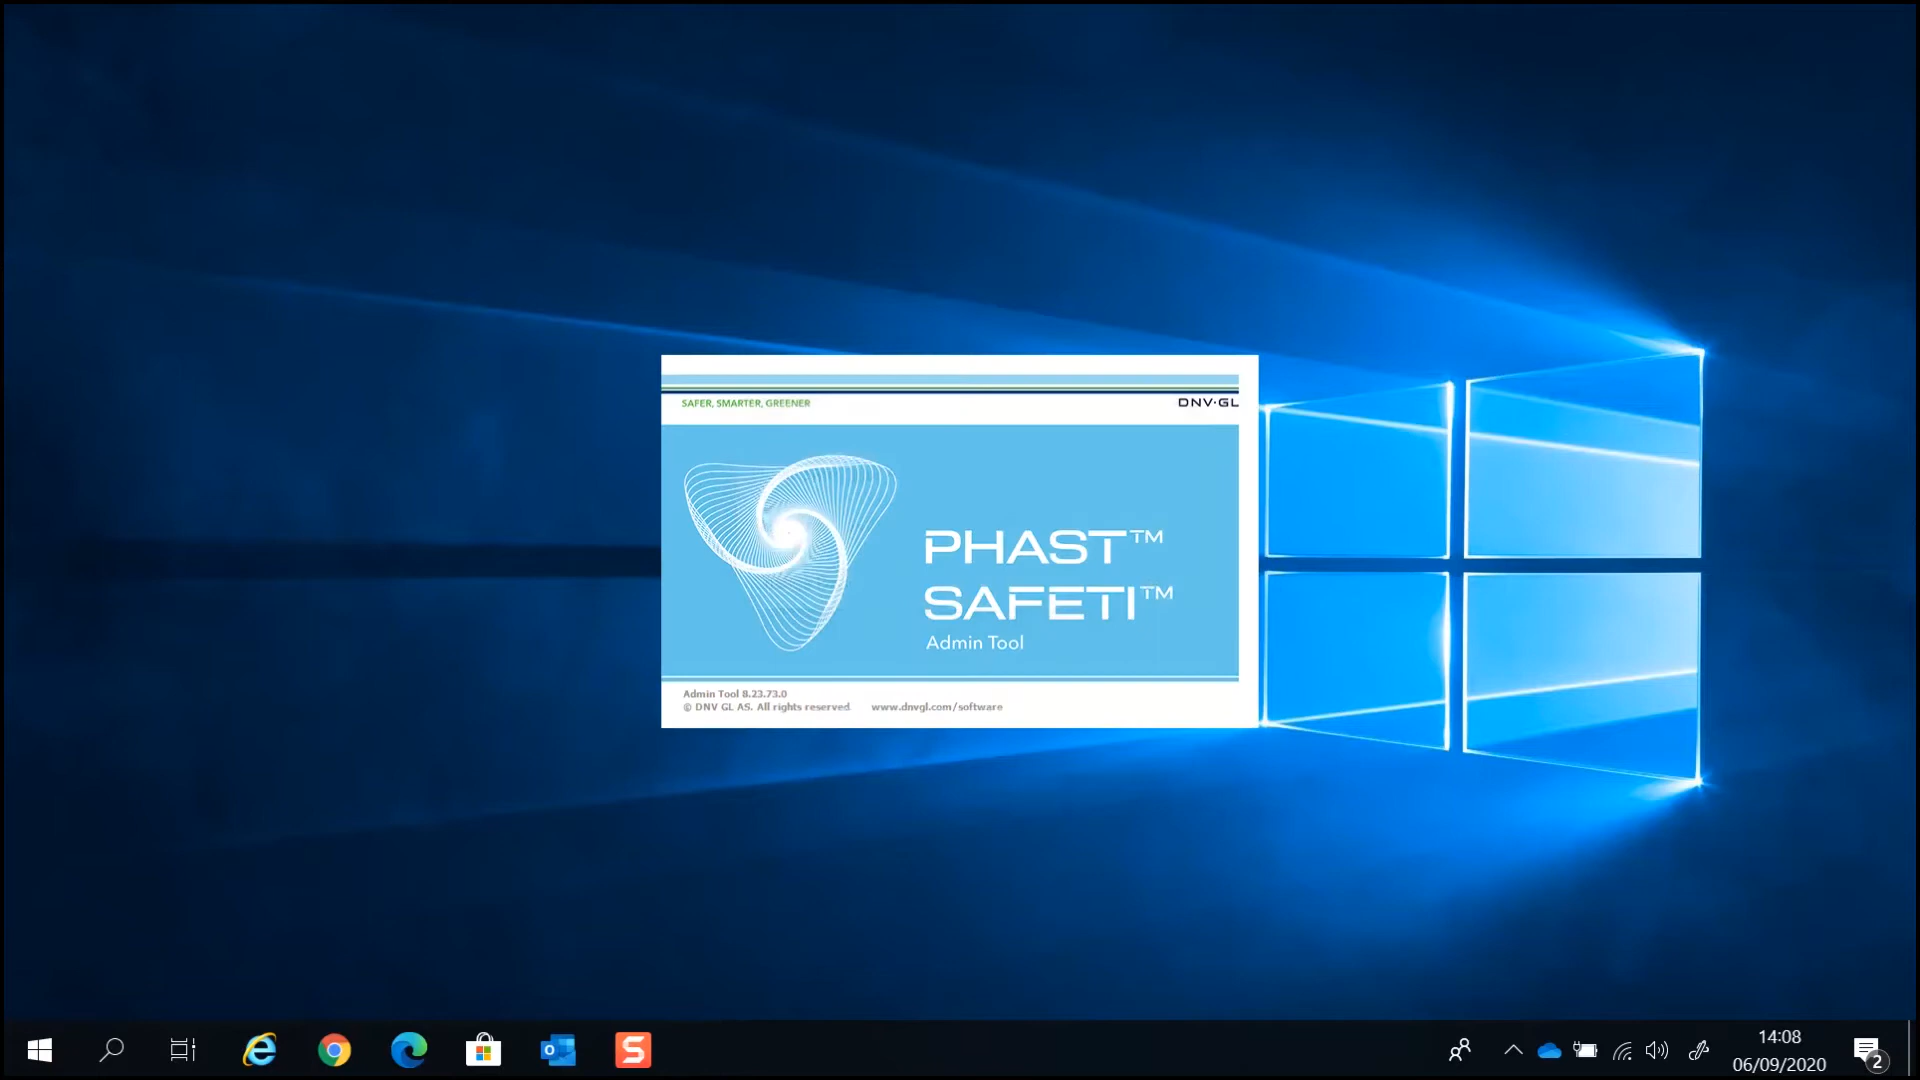 SAFER, SMARTER, GREENER
DNV·GL
PHAST™
SAFETI™
Admin Tool
Admin Tool 8.23.73.0
© DNV GL AS. All rights reserved. www.dnvgl.com/software
14:08
06/09/2020
2